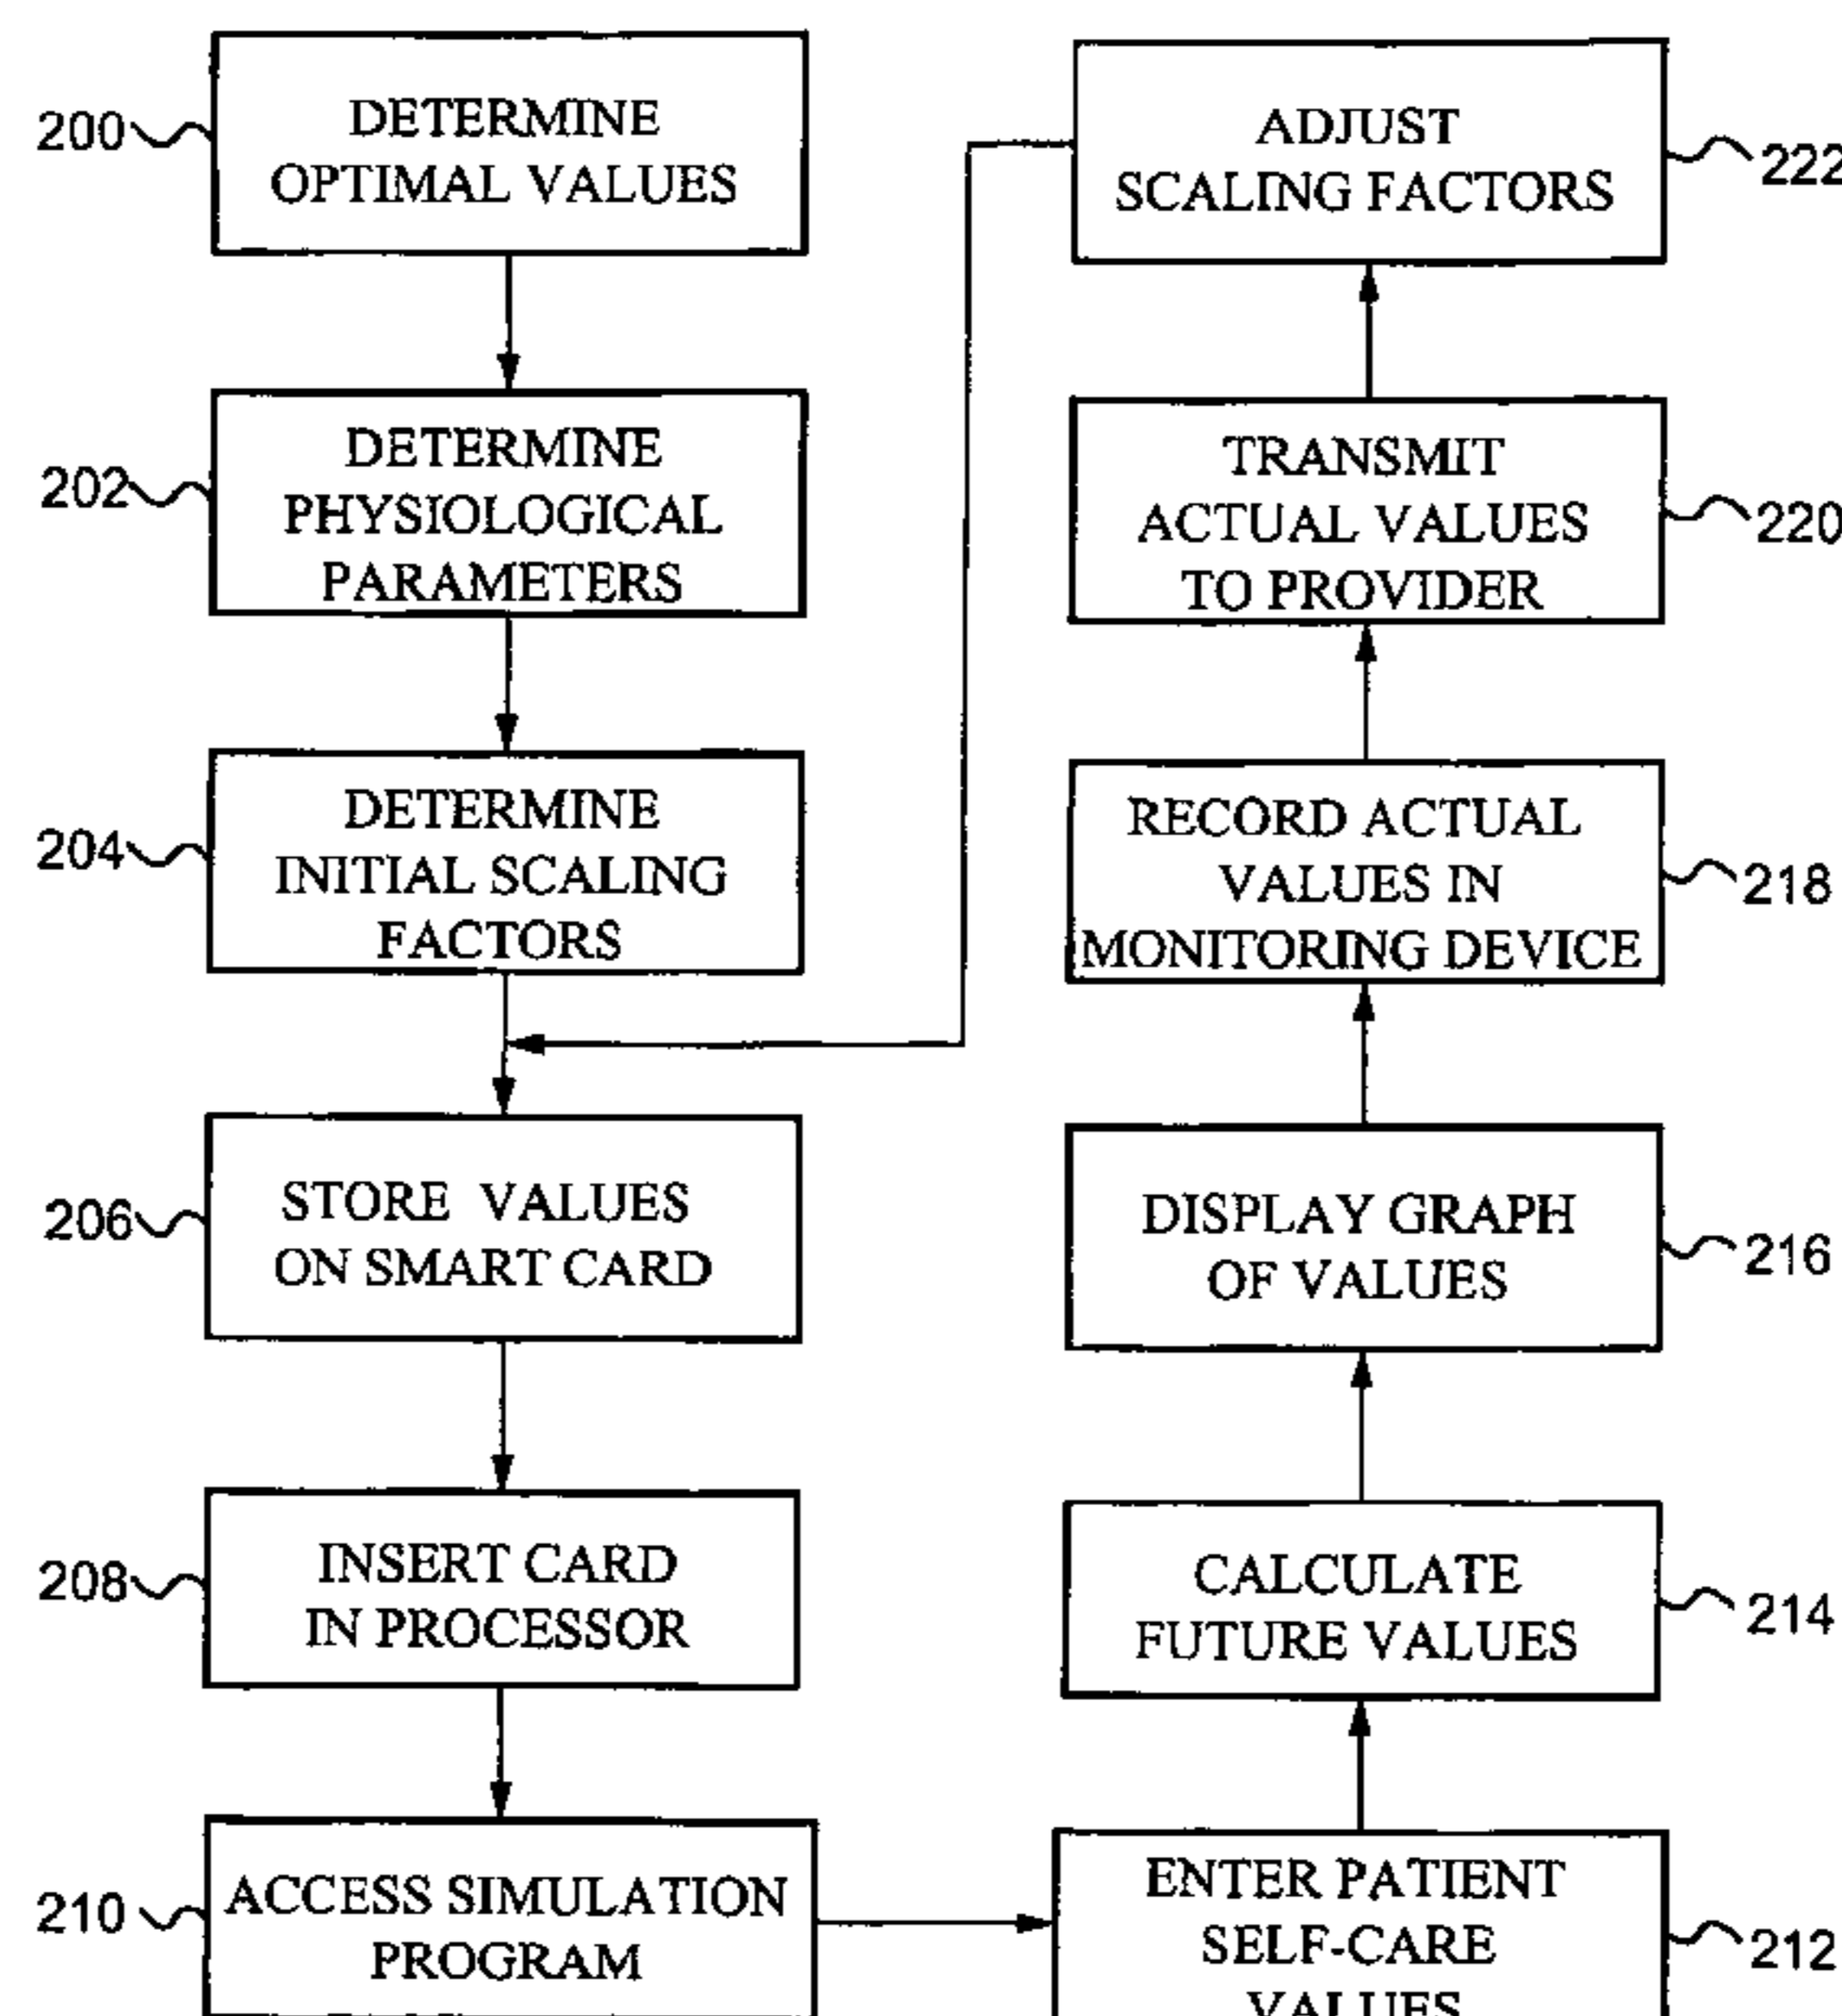 200
DETERMINE
OPTIMAL VALUES
202
DETERMINE
PHYSIOLOGICAL
PARAMETERS
204
DETERMINE
INITIAL SCALING
FACTORS
206
STORE VALUES
ON SMART CARD
208
INSERT CARD
IN PROCESSOR
210
ACCESS SIMULATION
PROGRAM
ENTER PATIENT
SELF-CARE
VALUES
212
CALCULATE
FUTURE VALUES
214
DISPLAY GRAPH
OF VALUES
216
RECORD ACTUAL
VALUES IN
MONITORING DEVICE
218
TRANSMIT
ACTUAL VALUES
TO PROVIDER
220
ADJUST
SCALING FACTORS
222